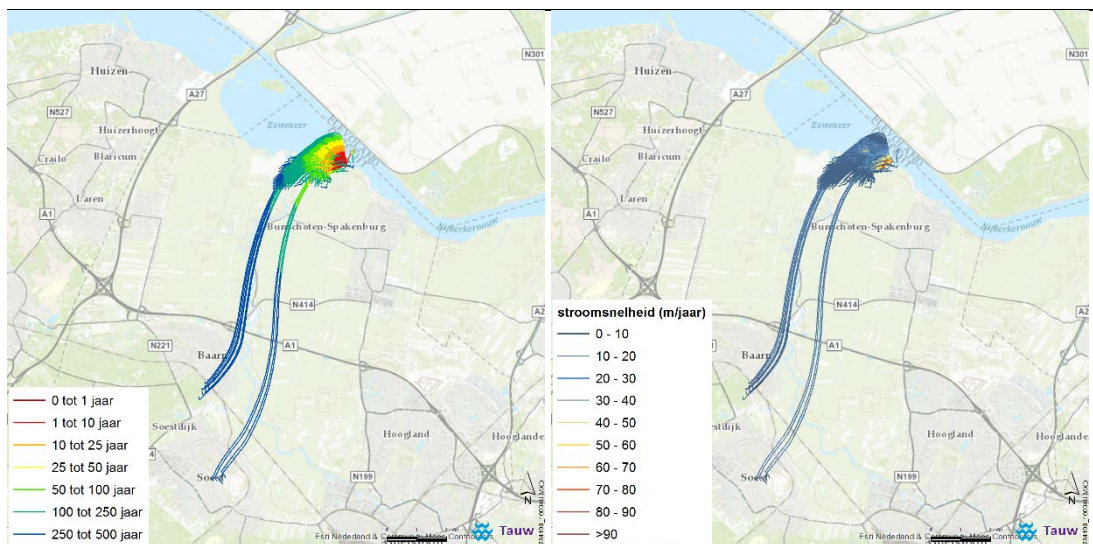 N301
Huizen
A27
N527
Eemmeer
Huizerhoogt
Crailo
Blaricum
Laren
A1
Bunschoten-Spakenburg
Nijkerkernauw
N414
N221
A1
Baarn
0 tot 1 jaar
1 tot 10 jaar
10 tot 25 jaar
25 tot 50 jaar
50 tot 100 jaar
100 tot 250 jaar
250 tot 500 jaar
Soestdijk
Hoogland
N199
Tauw
N301
Huizen
A27
N527
Eemmeer
Huizerhoogt
Crailo
Blaricum
Laren
A1
Bunschoten-Spakenburg
Nijkerkernauw
N414
stroomsnelheid (m/jaar)
0 - 10
10 - 20
20 - 30
30 - 40
40 - 50
50 - 60
60 - 70
70 - 80
80 - 90
>90
A1
Baarn
Soestdijk
Hoogland
N199
Tauw